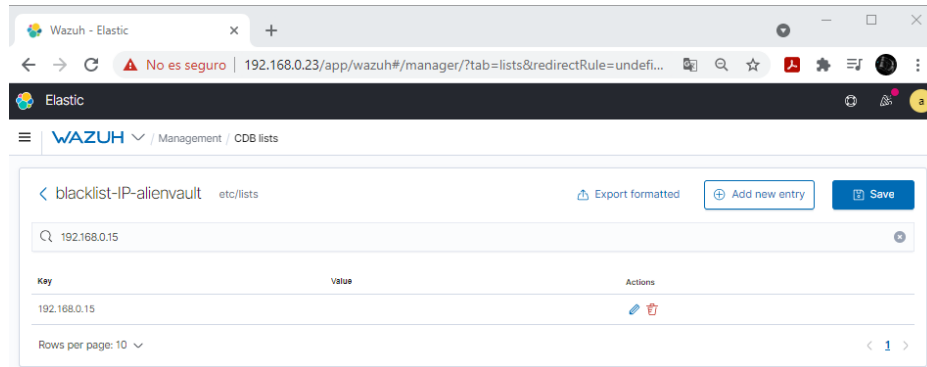 Wazuh - Elastic
No es seguro | 192.168.0.23/app/wazuh#/manager/?tab=lists&redirectRule=undefi...
Elastic
a
WAZUH / Management / CDB lists
blacklist-IP-alienvault etc/lists Export formatted Add new entry Save
192.168.0.15
Key Value Actions
192.168.0.15
Rows per page: 10 1